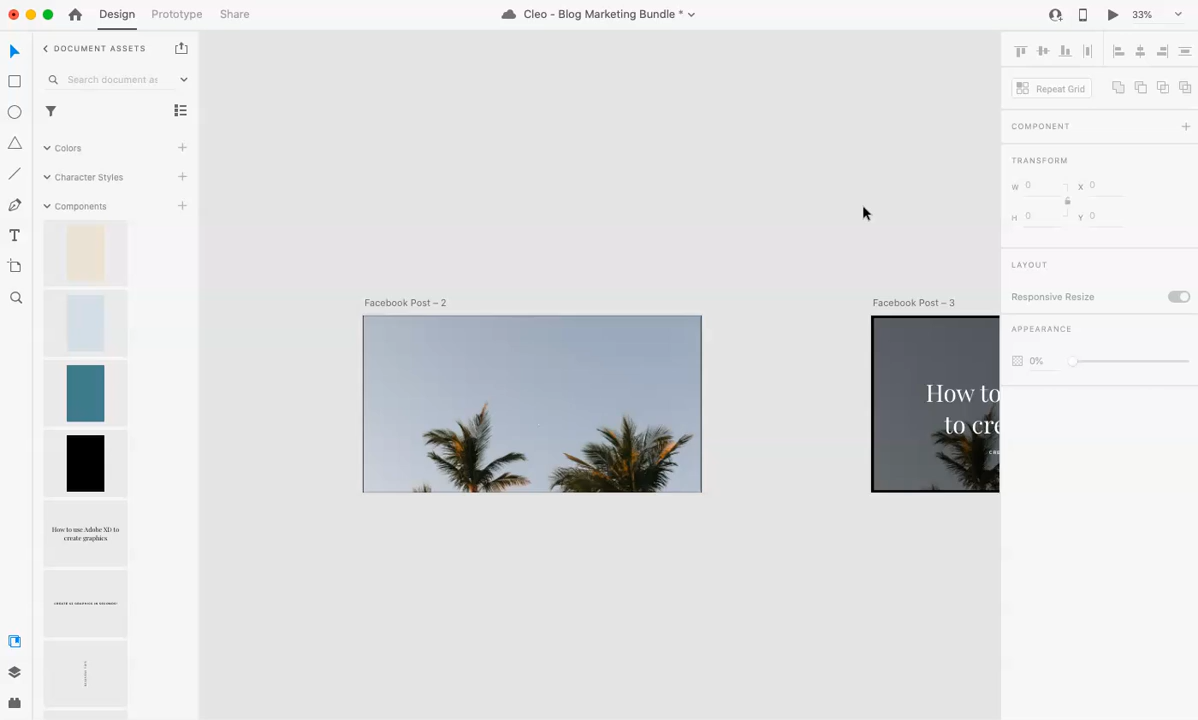 Design Prototype Share Cleo - Blog Marketing Bundle * 33%
DOCUMENT ASSETS
Search document as
Colors
Character Styles
Components
How to use Adobe XD to
create graphics
Facebook Post – 2
Facebook Post – 3
How to
to cre
CRE
Repeat Grid
COMPONENT
TRANSFORM
W 0 X 0
H 0 Y 0
LAYOUT
Responsive Resize
APPEARANCE
0%